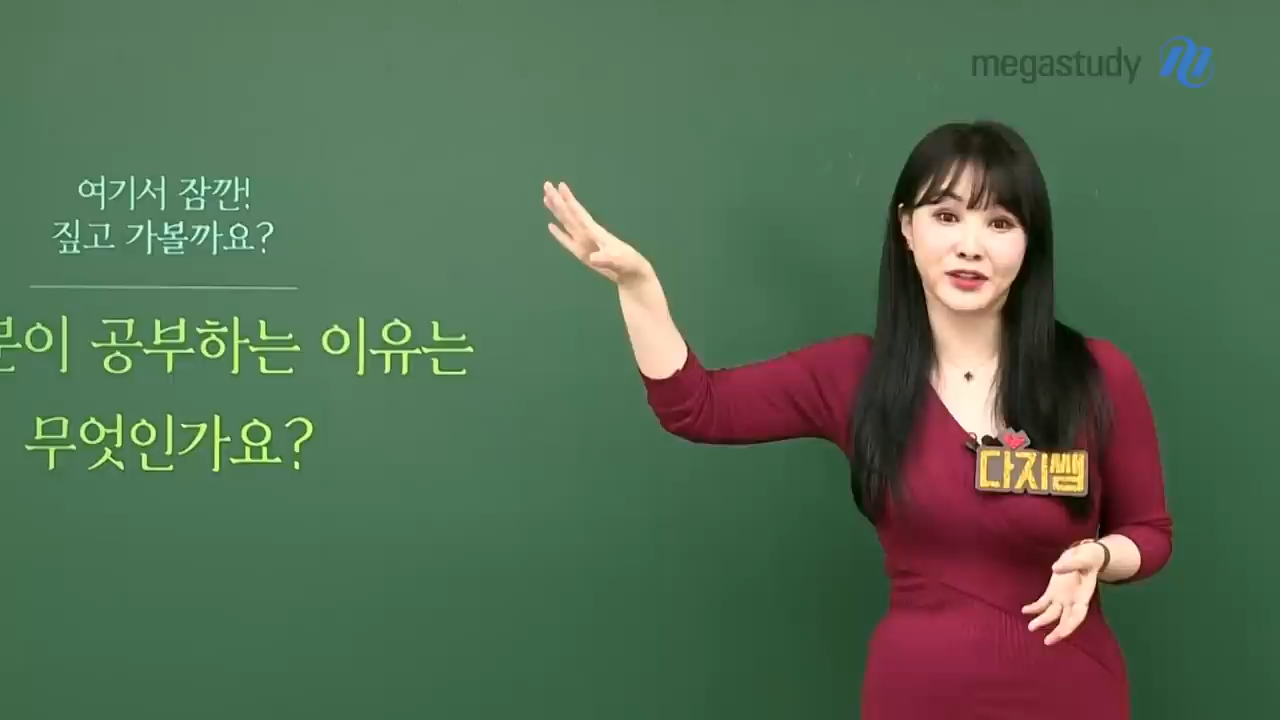 megastudy
여기서 잠깐!
짚고 가볼까요?
이 공부하는 이유는
무엇인가요?
다지쌤